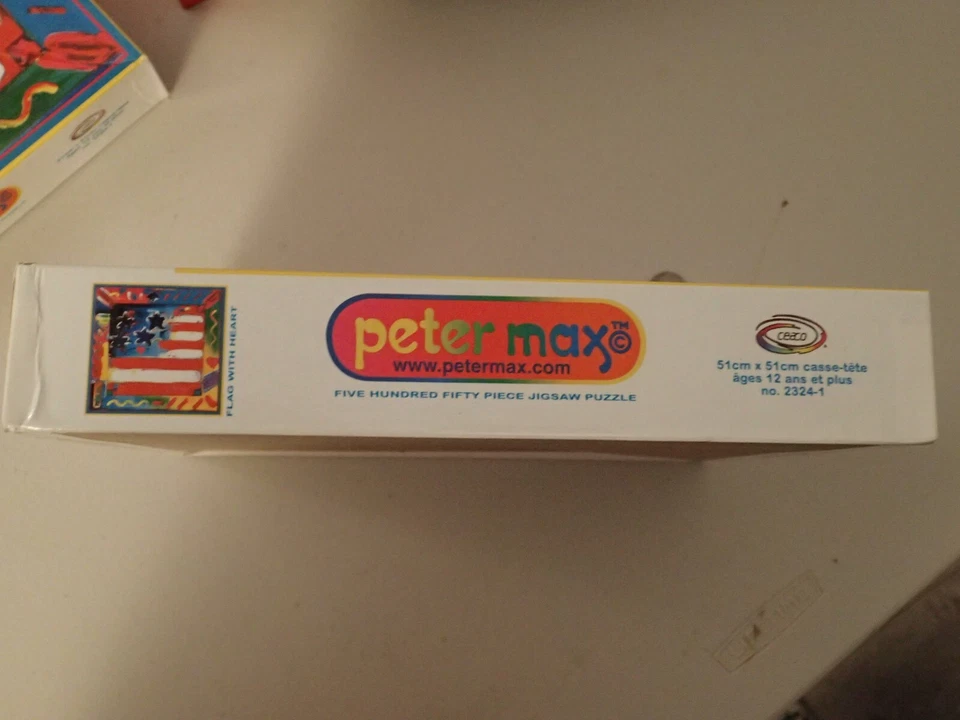 FLAG WITH HEART
peter max™©
www.petermax.com
FIVE HUNDRED FIFTY PIECE JIGSAW PUZZLE
ceaco
51cm x 51cm casse-tête
âges 12 ans et plus
no. 2324-1